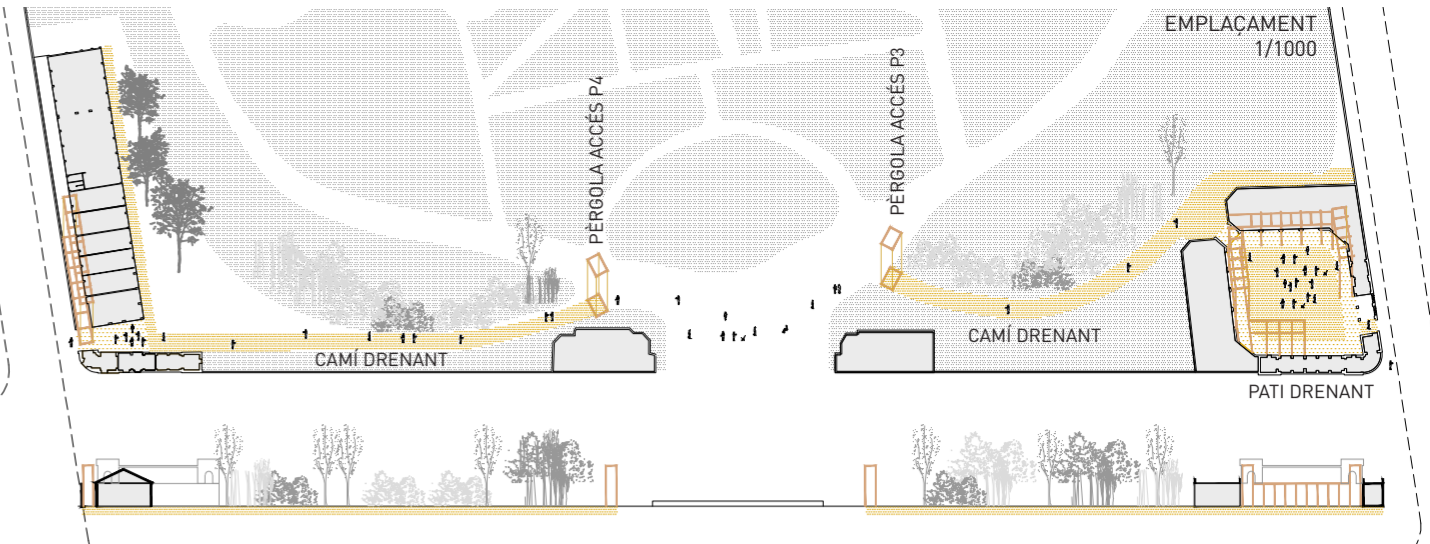 EMPLAÇAMENT
1/1000
PÈRGOLA ACCÉS P4
PÈRGOLA ACCÉS P3
CAMÍ DRENANT
CAMÍ DRENANT
PATI DRENANT